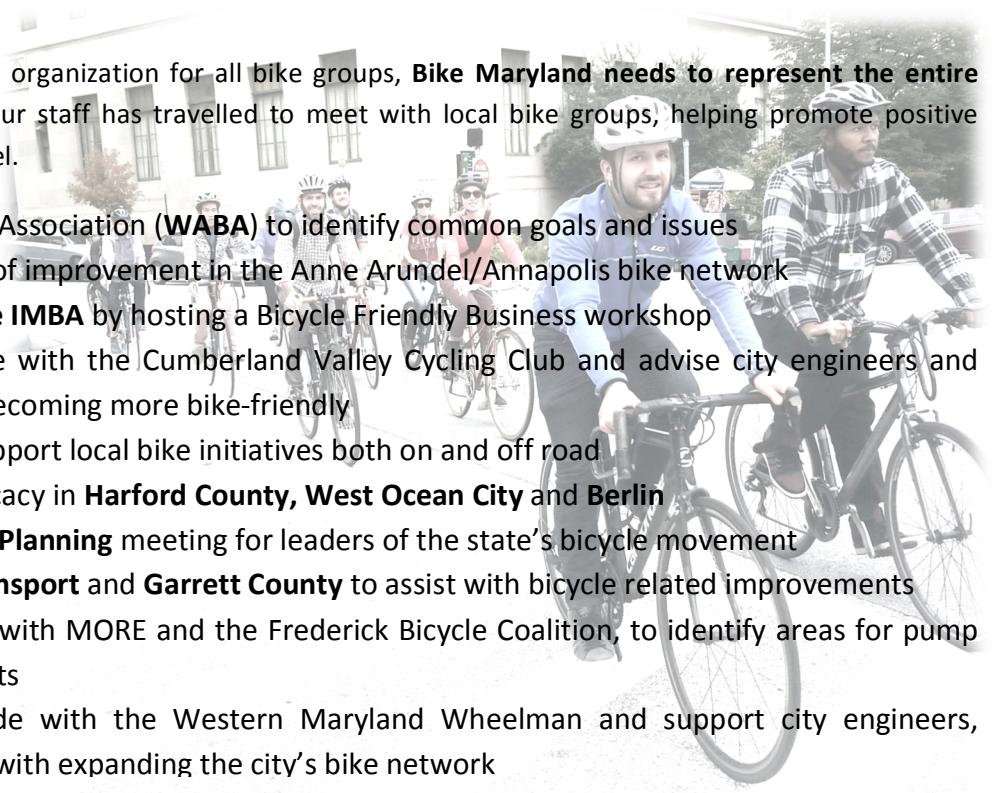 organization for all bike groups, Bike Maryland needs to represent the entire
ur staff has travelled to meet with local bike groups, helping promote positive
el.
Association (WABA) to identify common goals and issues
of improvement in the Anne Arundel/Annapolis bike network
e IMBA by hosting a Bicycle Friendly Business workshop
e with the Cumberland Valley Cycling Club and advise city engineers and
ecoming more bike-friendly
pport local bike initiatives both on and off road
cacy in Harford County, West Ocean City and Berlin
Planning meeting for leaders of the state's bicycle movement
nsport and Garrett County to assist with bicycle related improvements
with MORE and the Frederick Bicycle Coalition, to identify areas for pump
ts
de with the Western Maryland Wheelman and support city engineers,
with expanding the city's bike network